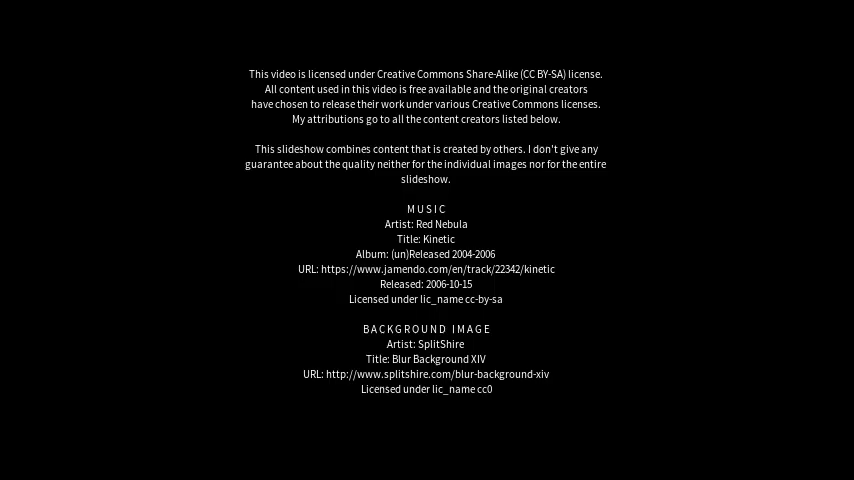 This video is licensed under Creative Commons Share-Alike (CC BY-SA) license.
All content used in this video is free available and the original creators
have chosen to release their work under various Creative Commons licenses.
My attributions go to all the content creators listed below.
This slideshow combines content that is created by others. I don't give any
guarantee about the quality neither for the individual images nor for the entire
slideshow.
MUSIC
Artist: Red Nebula
Title: Kinetic
Album: (un)Released 2004-2006
URL: https://www.jamendo.com/en/track/22342/kinetic
Released: 2006-10-15
Licensed under lic_name cc-by-sa
BACKGROUND IMAGE
Artist: SplitShire
Title: Blur Background XIV
URL: http://www.splitshire.com/blur-background-xiv
Licensed under lic_name cc0